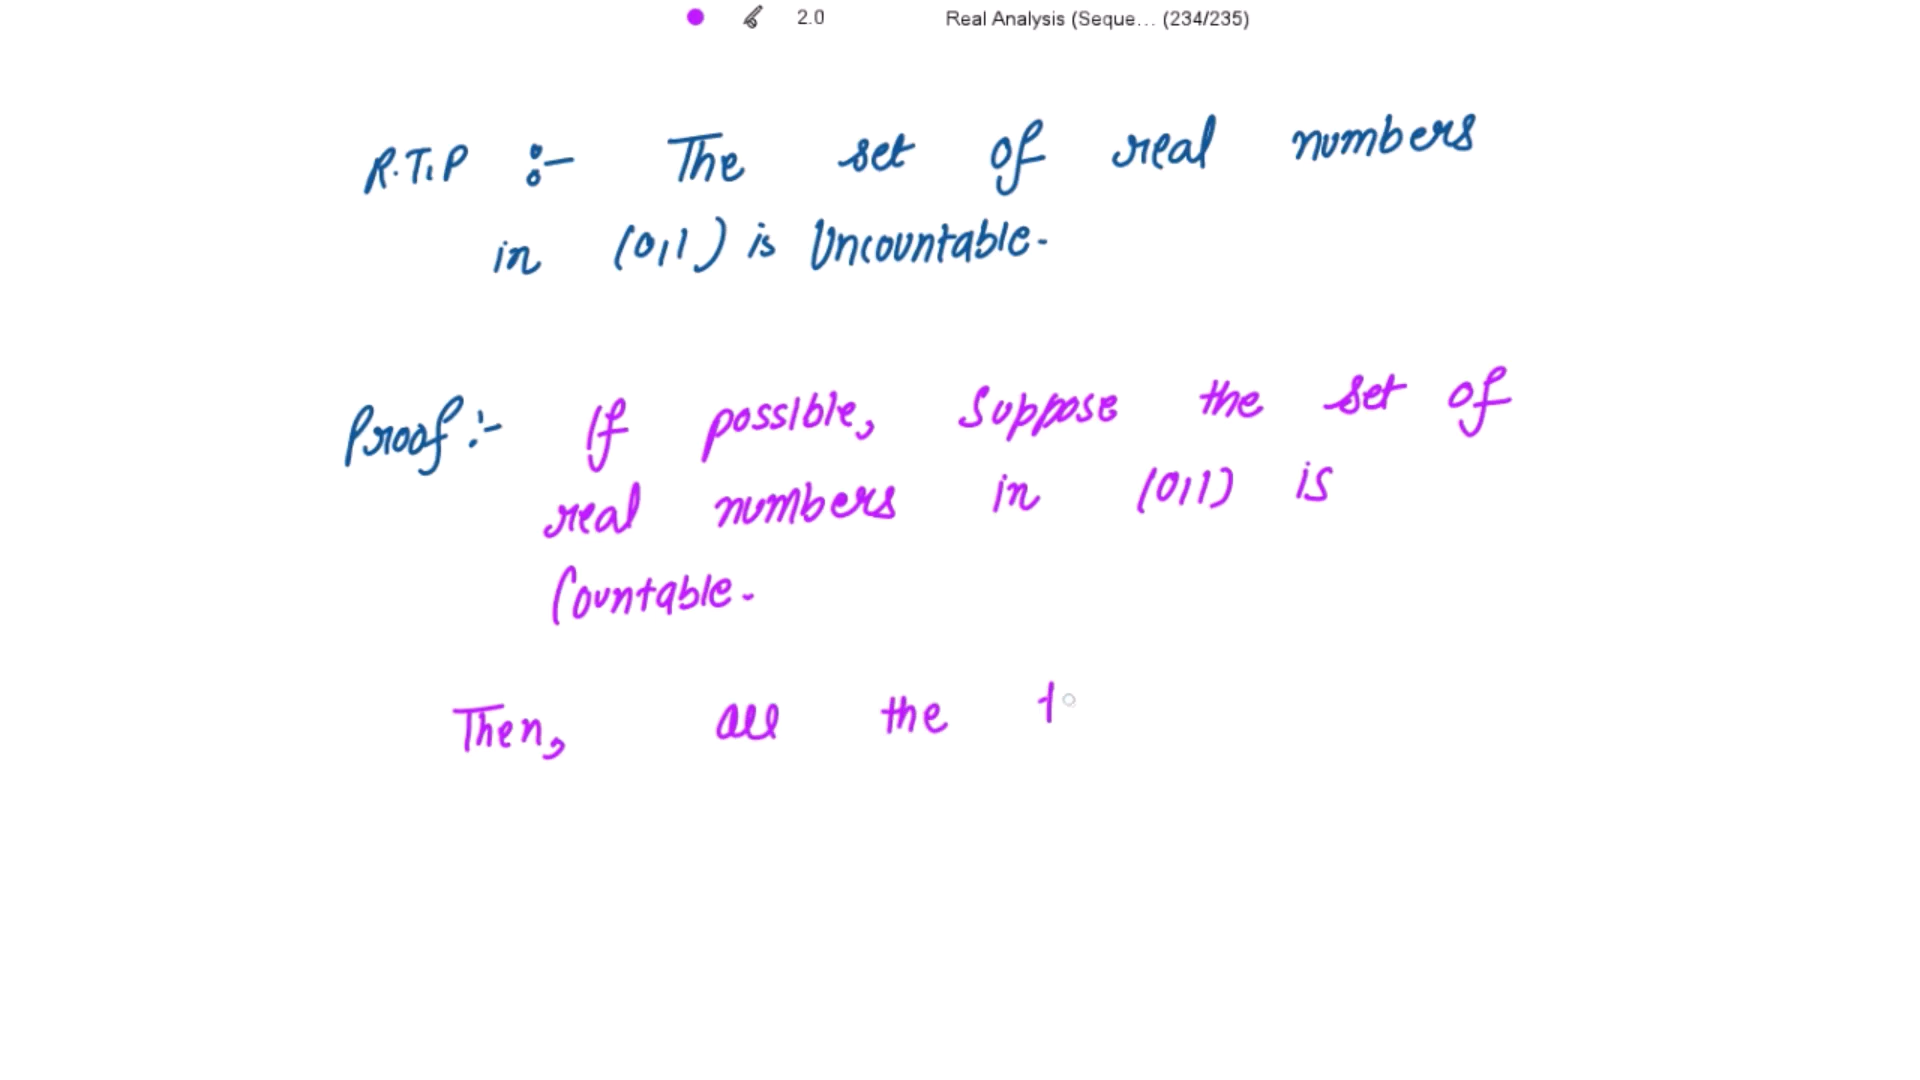 2.0 Real Analysis (Seque... (234/235)
R.T.P :- The set of real numbers
in (0,1) is Uncountable.
Proof :- If possible, Suppose the set of
real numbers in (0,1) is
Countable.
Then, all the t